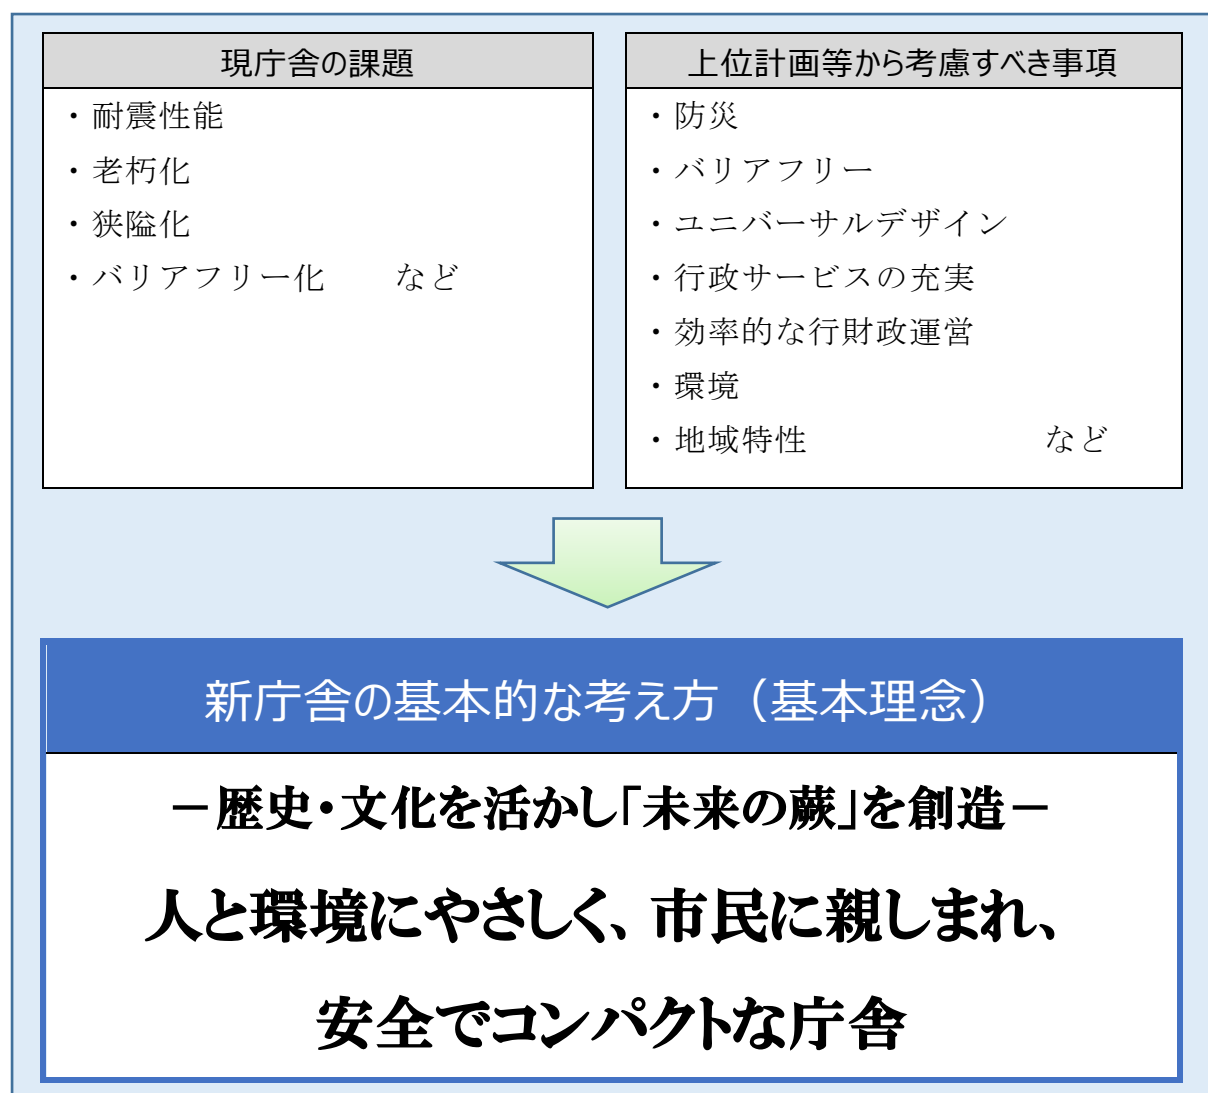 現庁舎の課題
・耐震性能
・老朽化
・狭隘化
・バリアフリー化　　など
上位計画等から考慮すべき事項
・防災
・バリアフリー
・ユニバーサルデザイン
・行政サービスの充実
・効率的な行財政運営
・環境
・地域特性　　　　　　　など
新庁舎の基本的な考え方（基本理念）
－歴史・文化を活かし「未来の蕨」を創造－
人と環境にやさしく、市民に親しまれ、
安全でコンパクトな庁舎